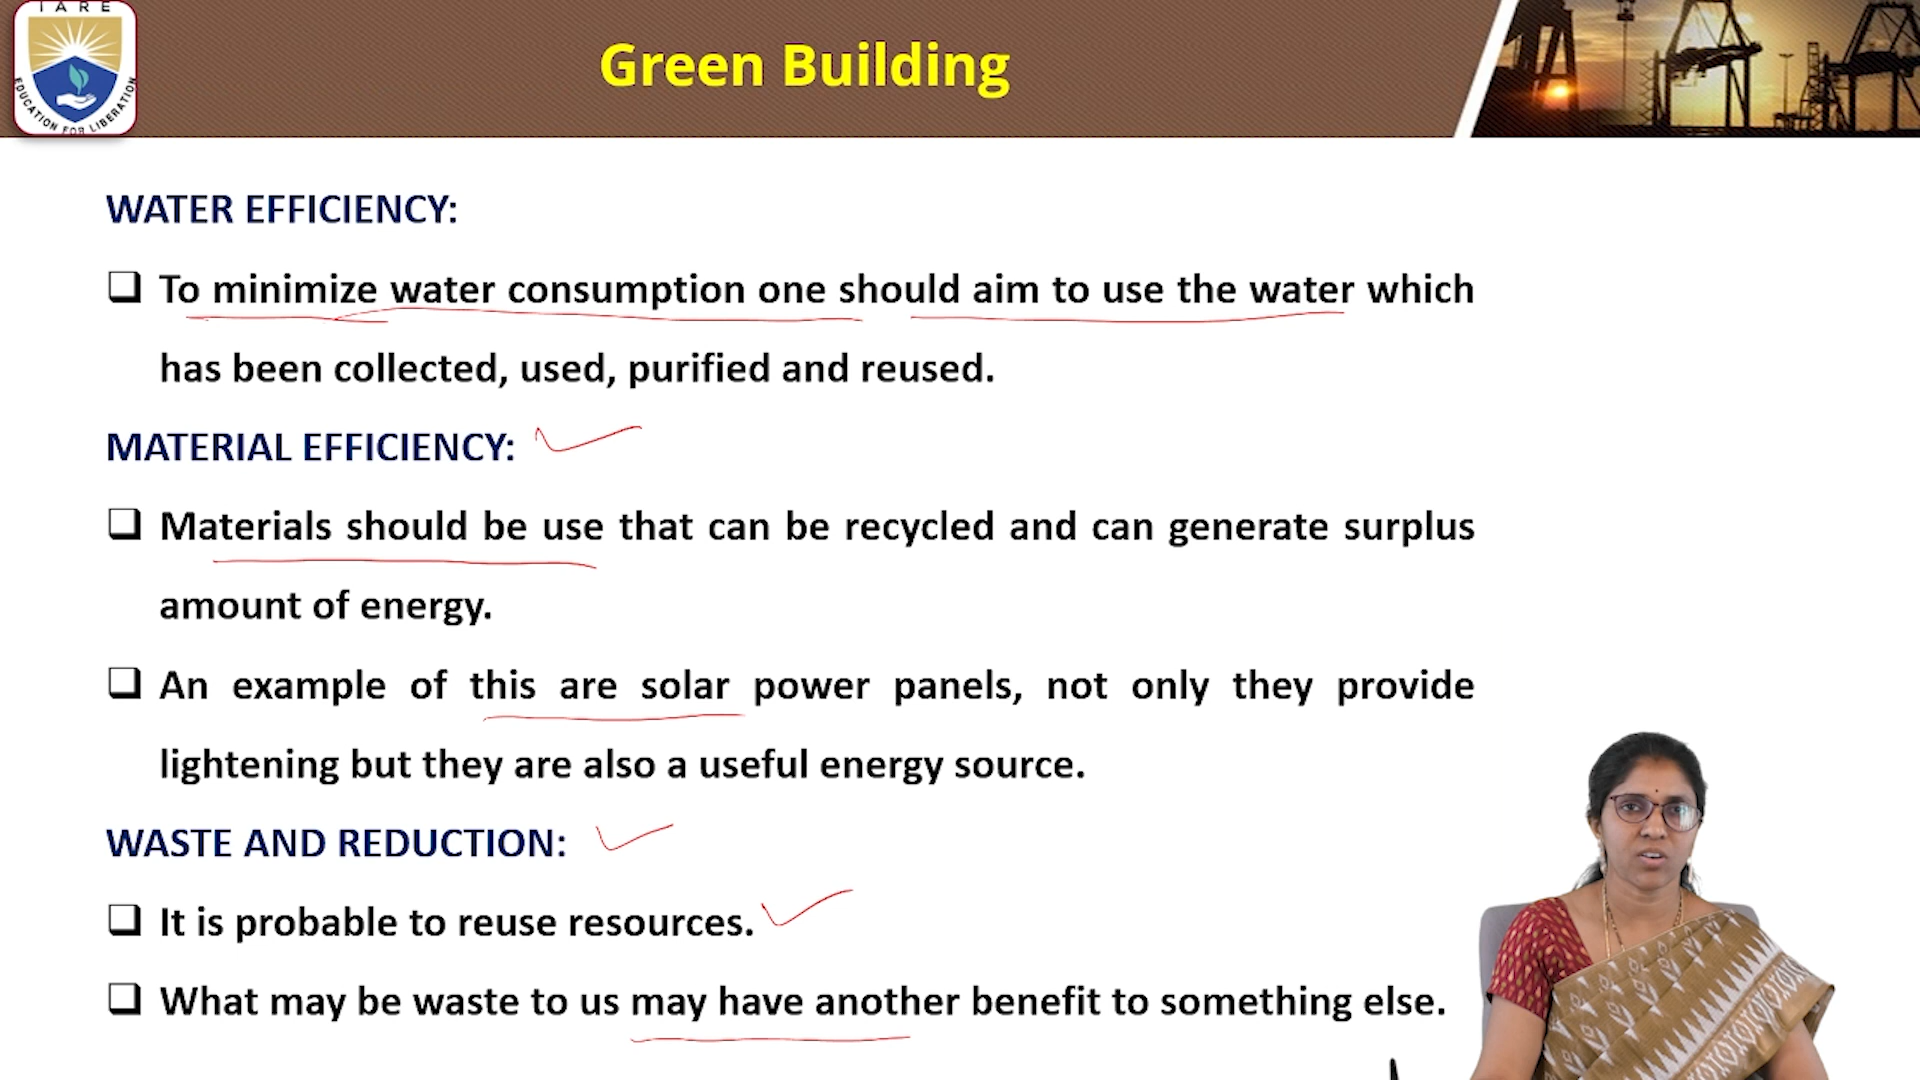 IARE
EDUCATION FOR LIBERATION
Green Building
WATER EFFICIENCY:
To minimize water consumption one should aim to use the water which
has been collected, used, purified and reused.
MATERIAL EFFICIENCY:
Materials should be use that can be recycled and can generate surplus
amount of energy.
An example of this are solar power panels, not only they provide
lightening but they are also a useful energy source.
WASTE AND REDUCTION:
It is probable to reuse resources.
What may be waste to us may have another benefit to something else.